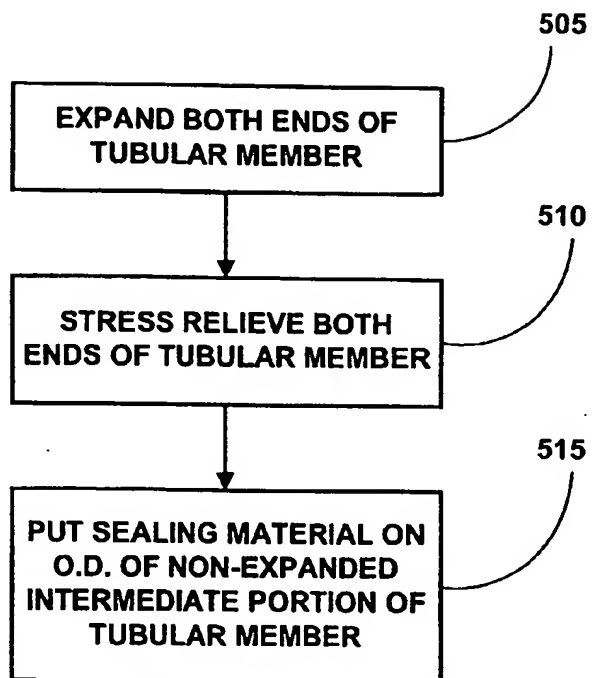 505
EXPAND BOTH ENDS OF
TUBULAR MEMBER
510
STRESS RELIEVE BOTH
ENDS OF TUBULAR MEMBER
515
PUT SEALING MATERIAL ON
O.D. OF NON-EXPANDED
INTERMEDIATE PORTION OF
TUBULAR MEMBER